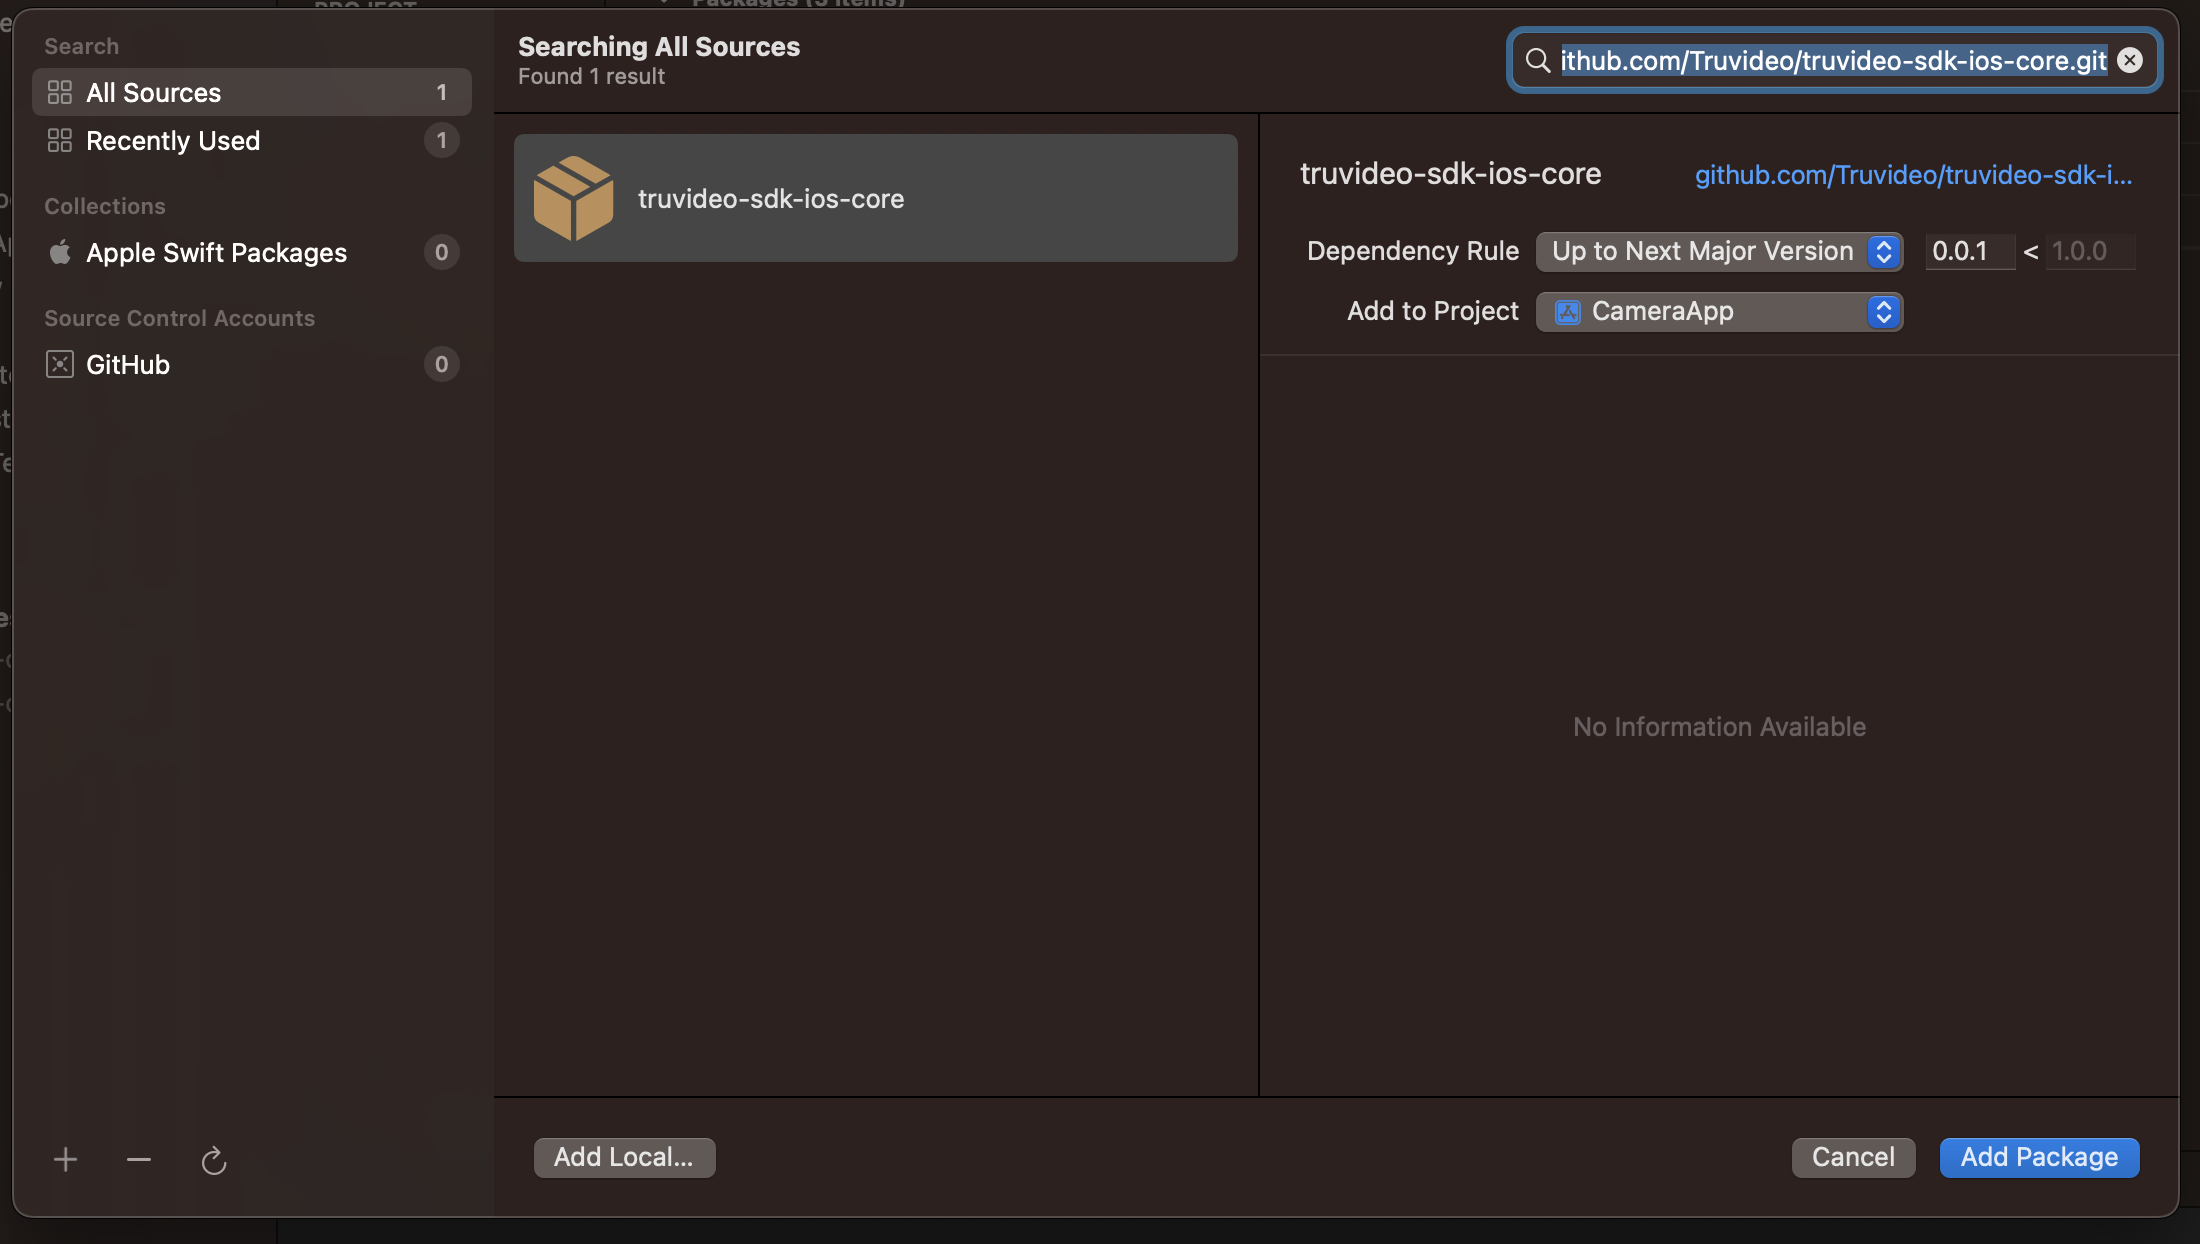 Search
All Sources 1
Recently Used 1
Collections
Apple Swift Packages 0
Source Control Accounts
GitHub 0
Searching All Sources
Found 1 result
ithub.com/Truvideo/truvideo-sdk-ios-core.git
truvideo-sdk-ios-core
truvideo-sdk-ios-core github.com/Truvideo/truvideo-sdk-i...
Dependency Rule Up to Next Major Version 0.0.1 < 1.0.0
Add to Project CameraApp
No Information Available
Add Local...
Cancel
Add Package